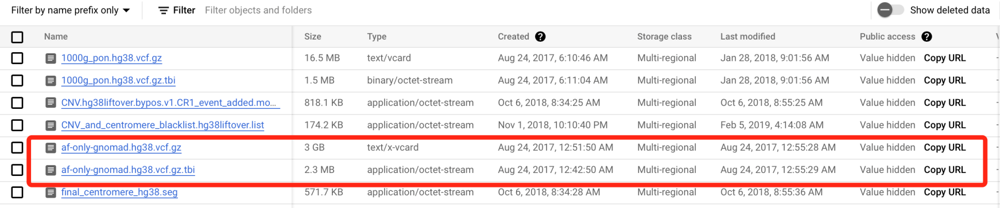 Filter by name prefix only Filter Filter objects and folders Show deleted data
Name Size Type Created Storage class Last modified Public access
1000g_pon.hg38.vcf.gz 16.5 MB text/vcard Aug 24, 2017, 6:10:46 AM Multi-regional Jan 28, 2018, 9:01:56 AM Value hidden Copy URL
1000g_pon.hg38.vcf.gz.tbi 1.5 MB binary/octet-stream Aug 24, 2017, 6:11:04 AM Multi-regional Jan 28, 2018, 9:01:56 AM Value hidden Copy URL
CNV.hg38liftover.bypos.v1.CR1_event_added.mo... 818.1 KB application/octet-stream Oct 6, 2018, 8:34:25 AM Multi-regional Oct 6, 2018, 8:55:25 AM Value hidden Copy URL
CNV_and_centromere_blacklist.hg38liftover.list 174.2 KB application/octet-stream Nov 1, 2018, 10:10:40 PM Multi-regional Feb 5, 2019, 4:14:08 AM Value hidden Copy URL
af-only-gnomad.hg38.vcf.gz 3 GB text/x-vcard Aug 24, 2017, 12:51:50 AM Multi-regional Aug 24, 2017, 12:55:28 AM Value hidden Copy URL
af-only-gnomad.hg38.vcf.gz.tbi 2.3 MB application/octet-stream Aug 24, 2017, 12:42:50 AM Multi-regional Aug 24, 2017, 12:55:29 AM Value hidden Copy URL
final_centromere_hg38.seg 571.7 KB application/octet-stream Oct 6, 2018, 8:34:28 AM Multi-regional Oct 6, 2018, 8:55:36 AM Value hidden Copy URL